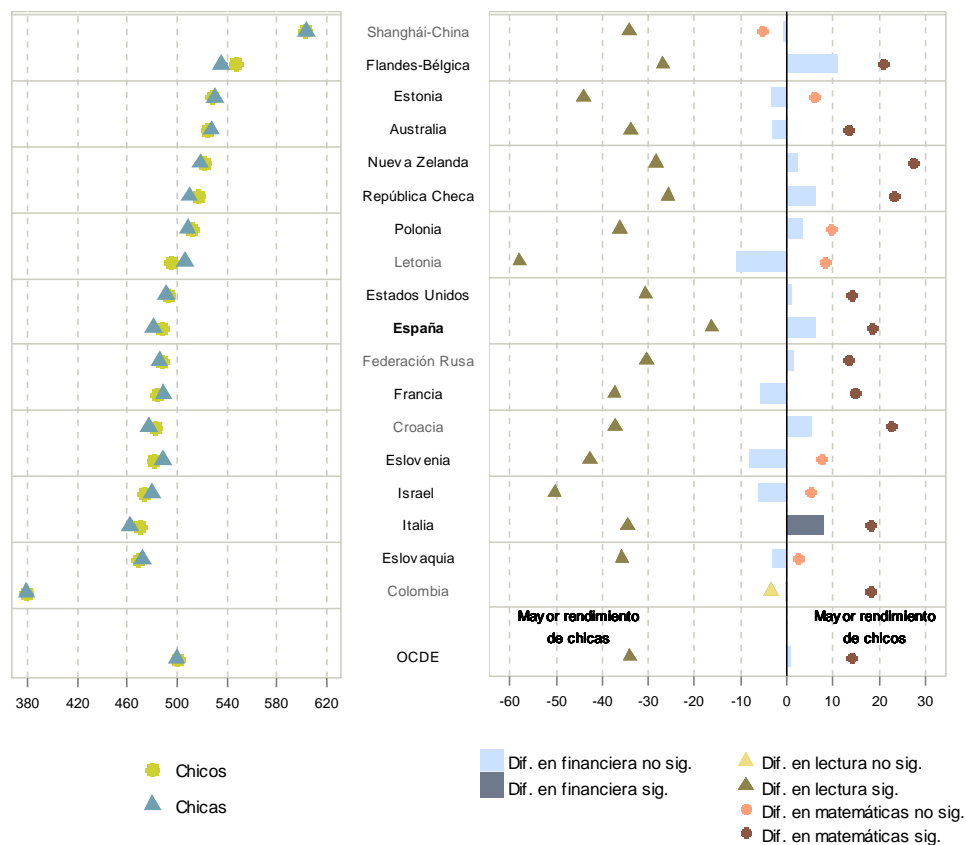 Shanghái-China
Flandes-Bélgica
Estonia
Australia
Nueva Zelanda
República Checa
Polonia
Letonia
Estados Unidos
España
Federación Rusa
Francia
Croacia
Eslovenia
Israel
Italia
Eslovaquia
Colombia
Mayor rendimiento
de chicas
Mayor rendimiento
de chicos
OCDE
380 420 460 500 540 580 620
-60 -50 -40 -30 -20 -10 0 10 20 30
Chicos
Chicas
Dif. en financiera no sig.
Dif. en financiera sig.
Dif. en lectura no sig.
Dif. en lectura sig.
Dif. en matemáticas no sig.
Dif. en matemáticas sig.